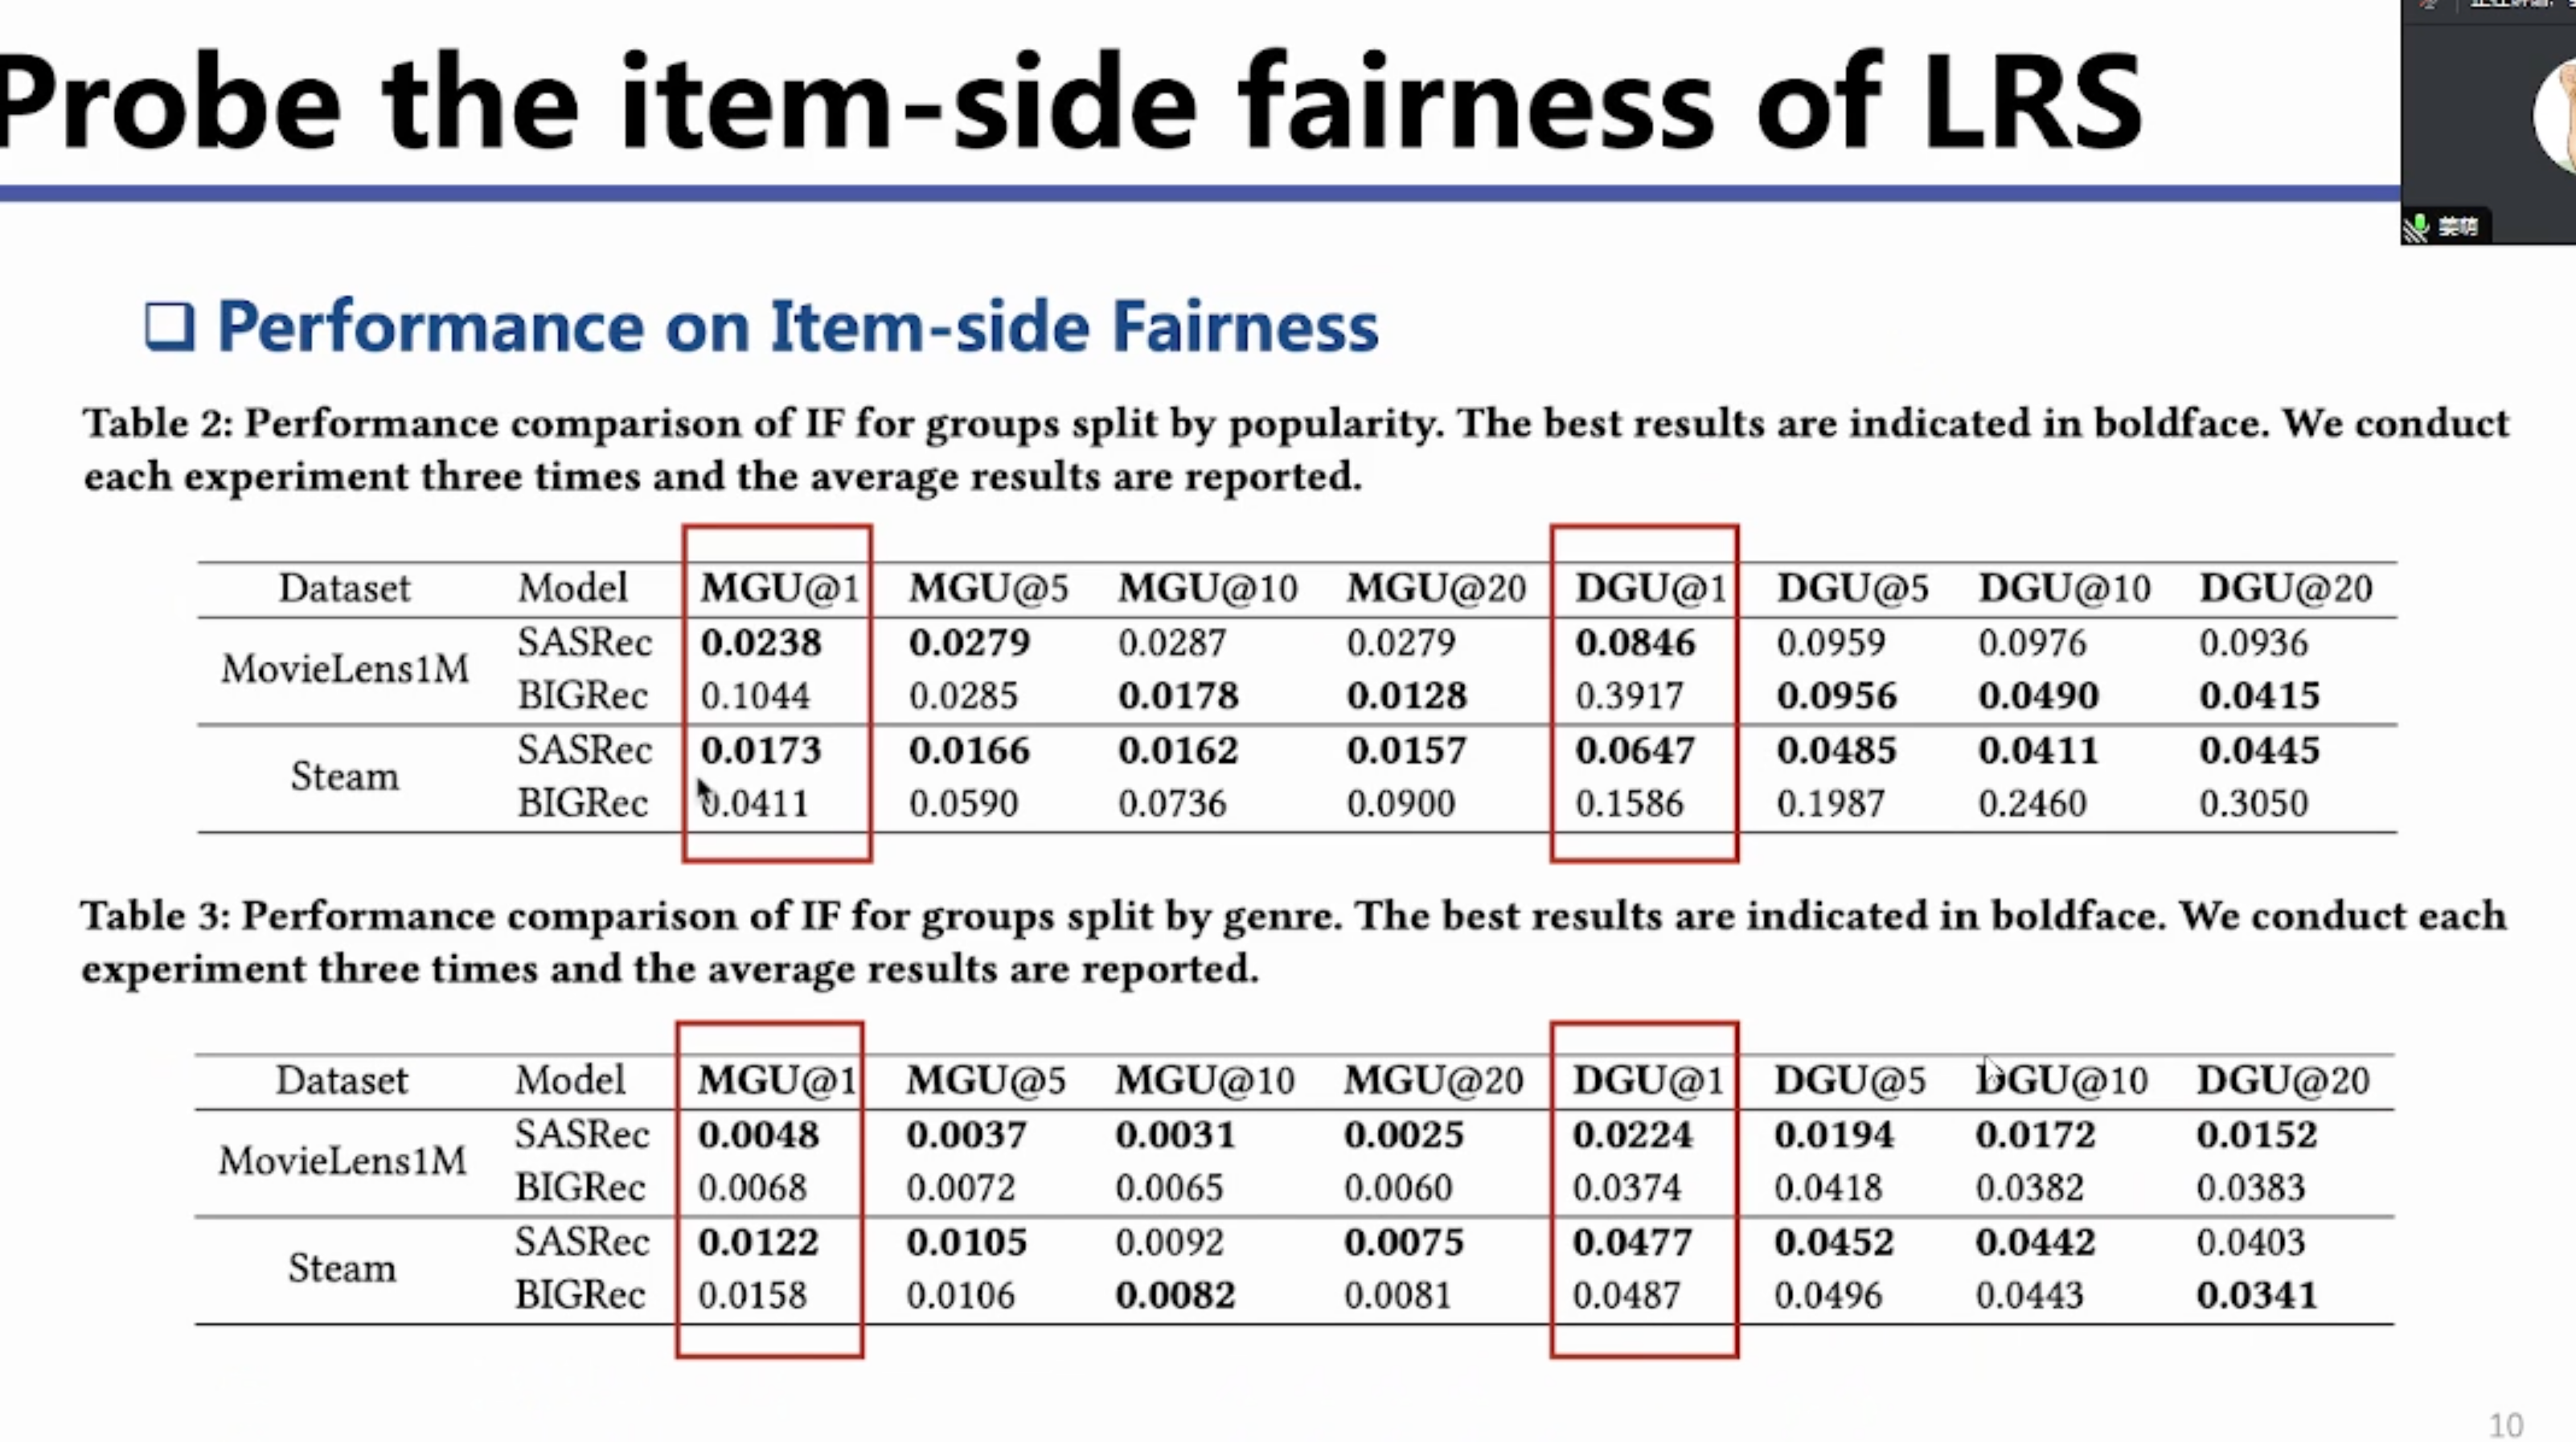 Probe the item-side fairness of LRS
Performance on Item-side Fairness
Table 2: Performance comparison of IF for groups split by popularity. The best results are indicated in boldface. We conduct
each experiment three times and the average results are reported.
Dataset Model MGU@1 MGU@5 MGU@10 MGU@20 DGU@1 DGU@5 DGU@10 DGU@20
MovieLens1M
SASRec 0.0238 0.0279 0.0287 0.0279 0.0846 0.0959 0.0976 0.0936
BIGRec 0.1044 0.0285 0.0178 0.0128 0.3917 0.0956 0.0490 0.0415
Steam
SASRec 0.0173 0.0166 0.0162 0.0157 0.0647 0.0485 0.0411 0.0445
BIGRec 0.0411 0.0590 0.0736 0.0900 0.1586 0.1987 0.2460 0.3050
Table 3: Performance comparison of IF for groups split by genre. The best results are indicated in boldface. We conduct each
experiment three times and the average results are reported.
Dataset Model MGU@1 MGU@5 MGU@10 MGU@20 DGU@1 DGU@5 DGU@10 DGU@20
MovieLens1M
SASRec 0.0048 0.0037 0.0031 0.0025 0.0224 0.0194 0.0172 0.0152
BIGRec 0.0068 0.0072 0.0065 0.0060 0.0374 0.0418 0.0382 0.0383
Steam
SASRec 0.0122 0.0105 0.0092 0.0075 0.0477 0.0452 0.0442 0.0403
BIGRec 0.0158 0.0106 0.0082 0.0081 0.0487 0.0496 0.0443 0.0341
10